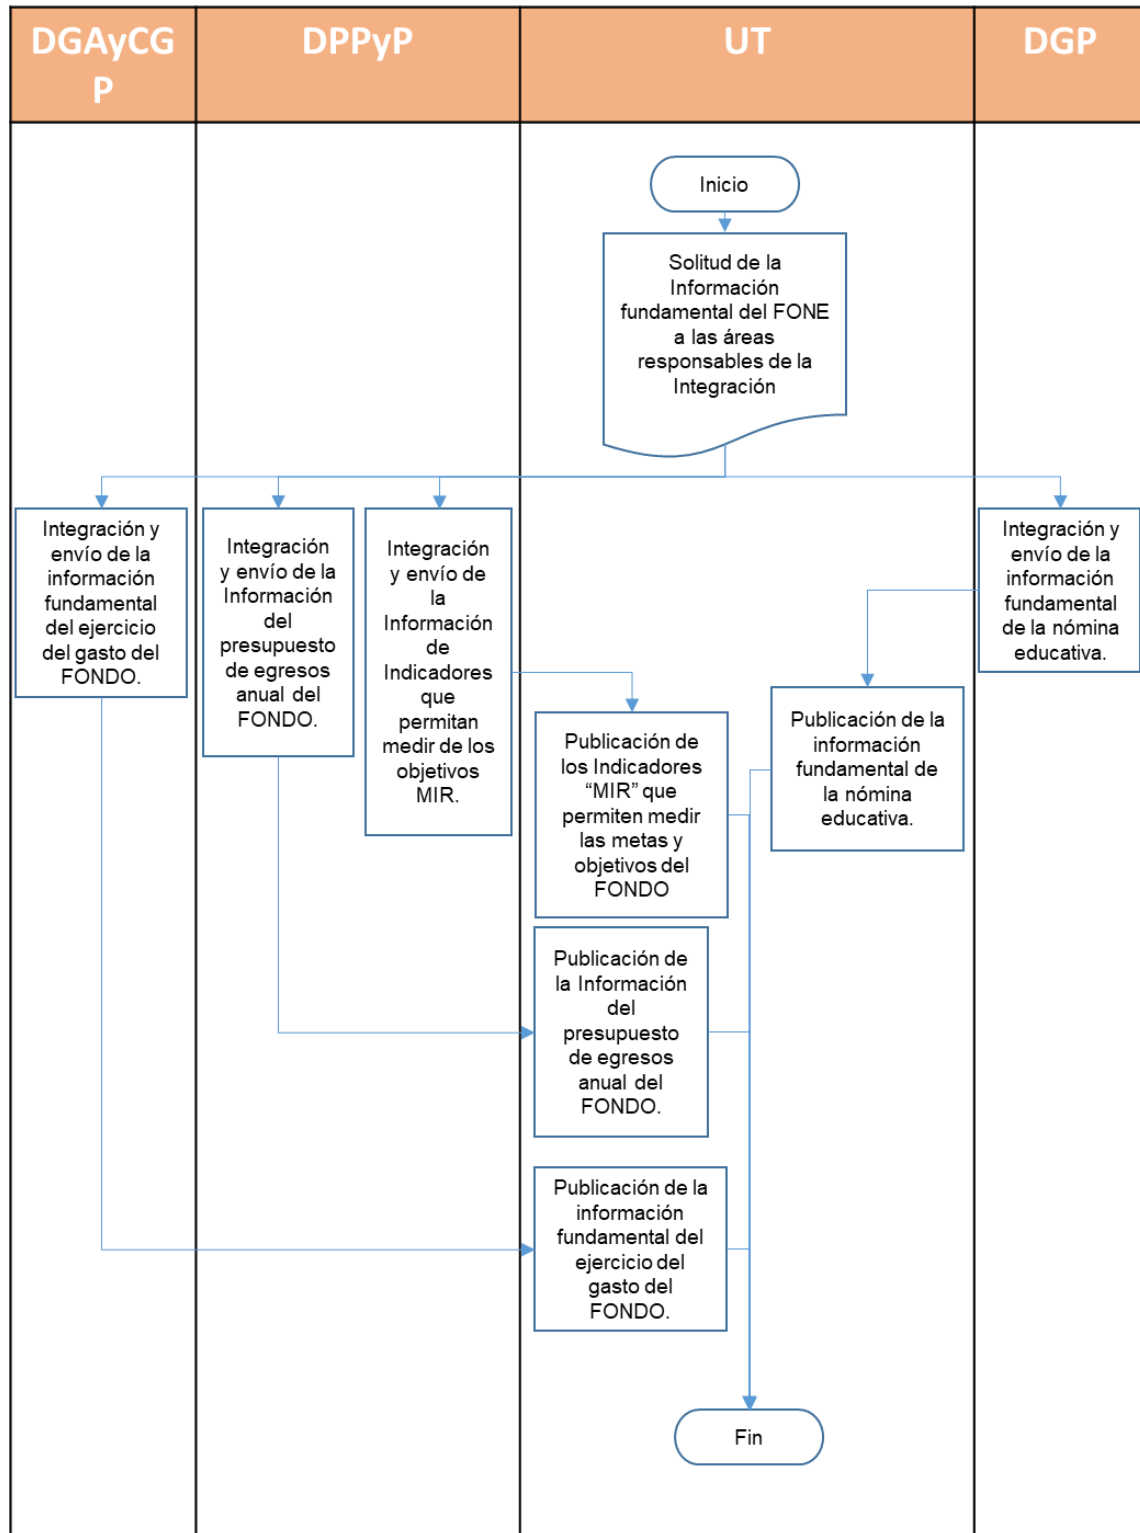 DGAyCG
P
DPPyP
UT
DGP
Inicio
Solitud de la
Información
fundamental del FONE
a las áreas
responsables de la
Integración
Integración y
envío de la
información
fundamental
del ejercicio
del gasto del
FONDO.
Integración
y envío de la
Información
del
presupuesto
de egresos
anual del
FONDO.
Integración
y envío de
la
Información
de
Indicadores
que
permitan
medir de los
objetivos
MIR.
Integración y
envío de la
información
fundamental
de la nómina
educativa.
Publicación de
los Indicadores
“MIR” que
permiten medir
las metas y
objetivos del
FONDO
Publicación de la
información
fundamental de
la nómina
educativa.
Publicación de
la Información
del
presupuesto
de egresos
anual del
FONDO.
Publicación de la
información
fundamental del
ejercicio del
gasto del
FONDO.
Fin